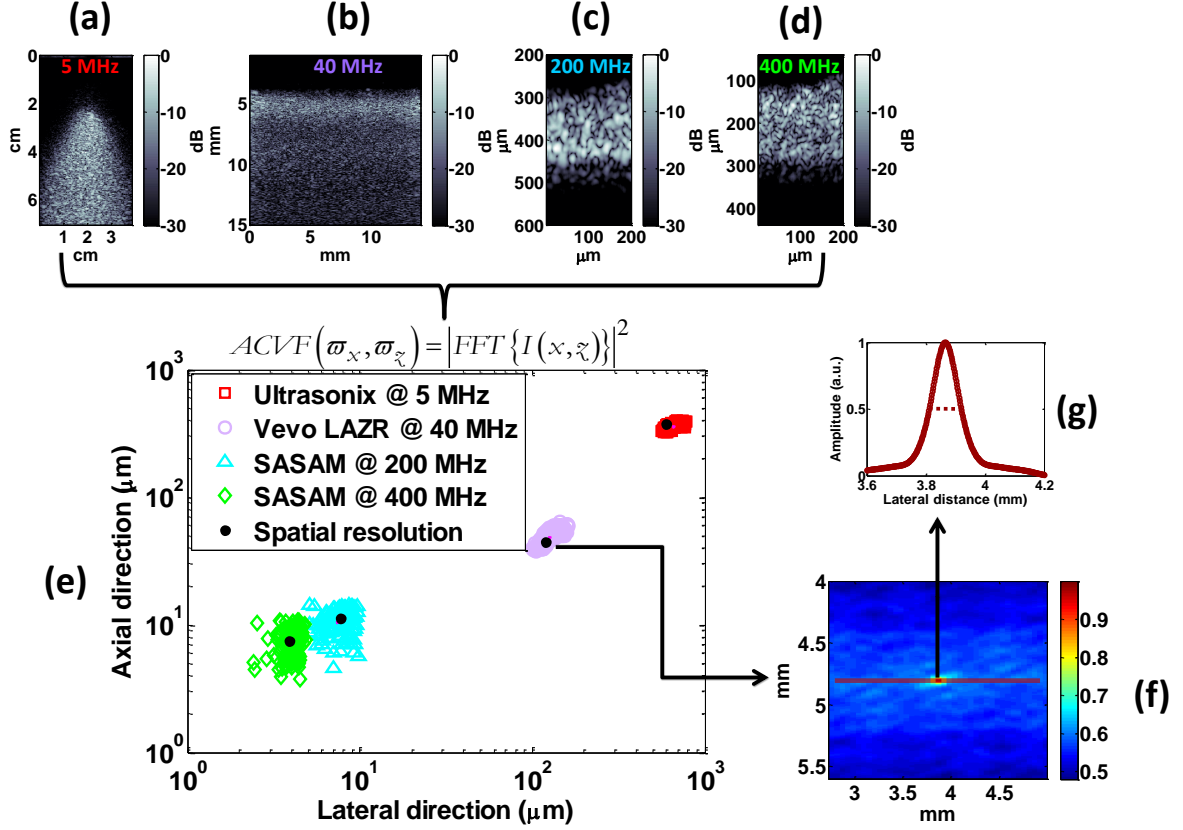 (a)
(b)
(c)
(d)
5 MHz
0
2
4
6
cm
1 2 3
cm
0
-10
-20
-30
dB
40 MHz
5
10
15
mm
0 5 10
mm
0
-10
-20
-30
dB
200 MHz
200
300
400
500
600
μm
100 200
μm
0
-10
-20
-30
dB
400 MHz
100
200
300
400
μm
100 200
μm
0
-10
-20
-30
dB
ACVF(ϖx, ϖz) = |FFT{I(x, z)}|²
(e)
Axial direction (μm)
10³
10²
10¹
10⁰
Ultrasonix @ 5 MHz
Vevo LAZR @ 40 MHz
SASAM @ 200 MHz
SASAM @ 400 MHz
Spatial resolution
10⁰ 10¹ 10² 10³
Lateral direction (μm)
(g)
Amplitude (a.u.)
1
0.5
0
3.6 3.8 4 4.2
Lateral distance (mm)
(f)
4
4.5
5
5.5
mm
3 3.5 4 4.5
mm
0.9
0.8
0.7
0.6
0.5